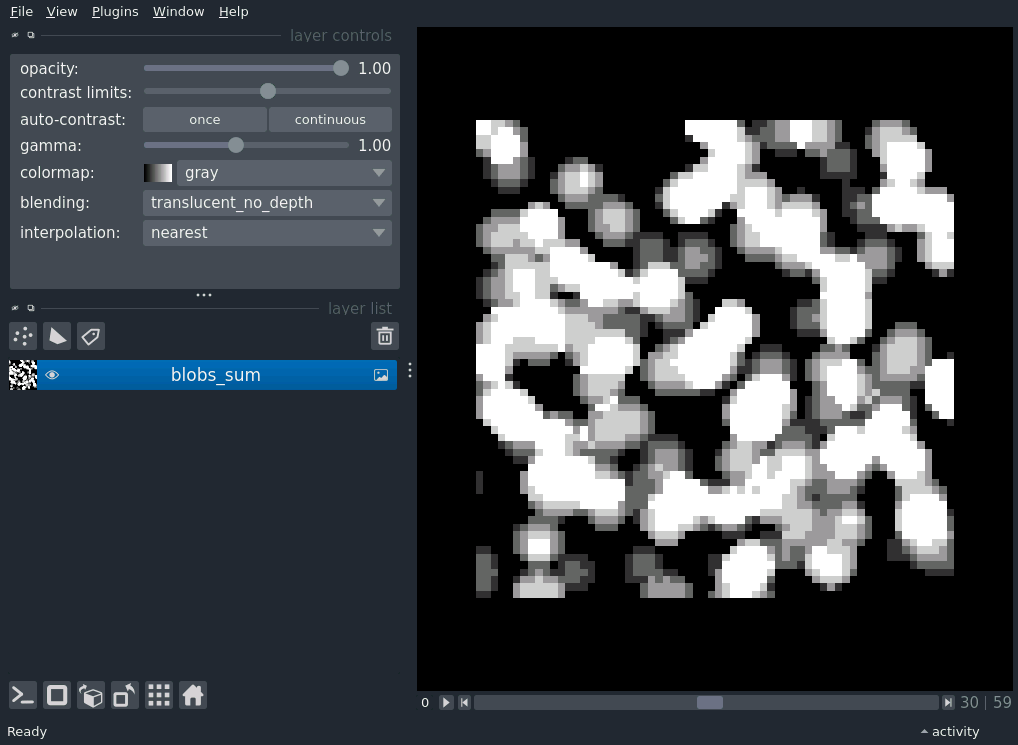 File View Plugins Window Help
layer controls
opacity: 1.00
contrast limits:
auto-contrast: once continuous
gamma: 1.00
colormap: gray
blending: translucent_no_depth
interpolation: nearest
layer list
blobs_sum
0 30 | 59
Ready activity